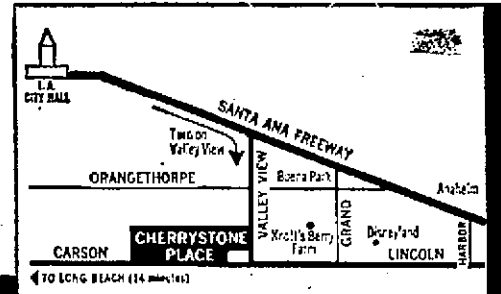 L.A.
CITY HALL
SANTA ANA FREEWAY
Turn on
Valley View
ORANGETHORPE
VALLEY VIEW
Buena Park
GRAND
Anaheim
CHERRYSTONE
PLACE
Knott's Berry
Farm
Disneyland
HARBOR
CARSON
LINCOLN
TO LONG BEACH (14 minutes)